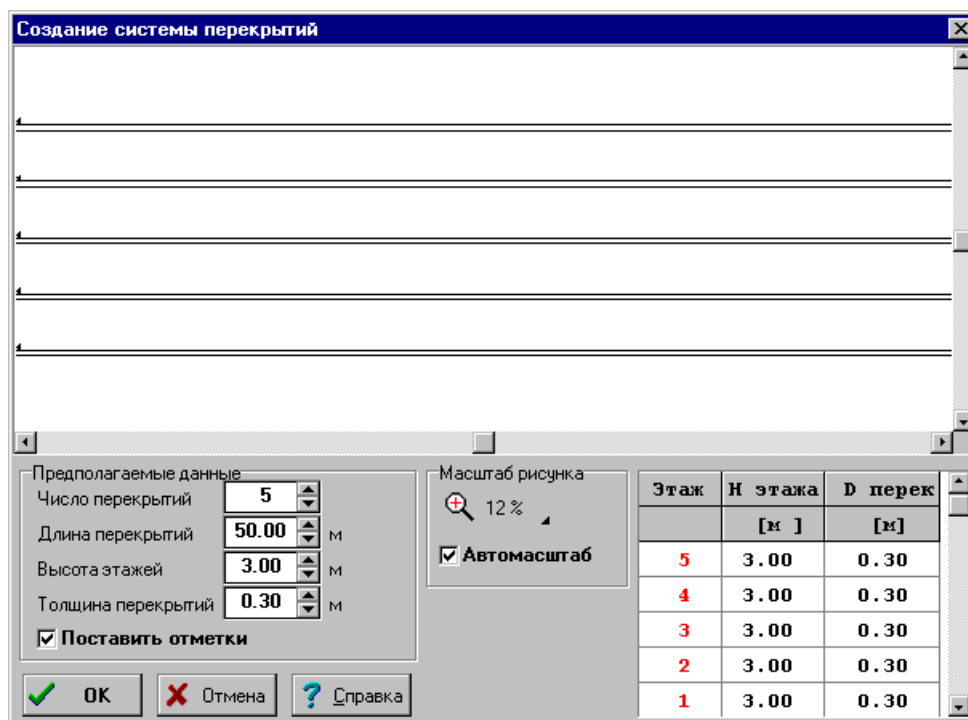 Создание системы перекрытий
Предполагаемые данные
Число перекрытий 5
Длина перекрытий 50.00 м
Высота этажей 3.00 м
Толщина перекрытий 0.30 м
Поставить отметки
OK Отмена Справка
Масштаб рисунка
12%
Автомасштаб
Этаж H этажа D перек
[м ] [м]
5 3.00 0.30
4 3.00 0.30
3 3.00 0.30
2 3.00 0.30
1 3.00 0.30